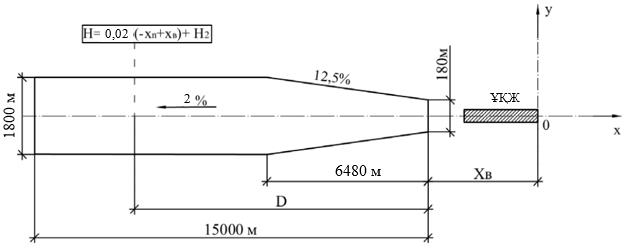 y
H= 0,02 (-xп+xв)+ H2
12,5%
180м
ҰҚЖ
2 %
1800 м
0
x
6480 м
Xв
D
15000 м